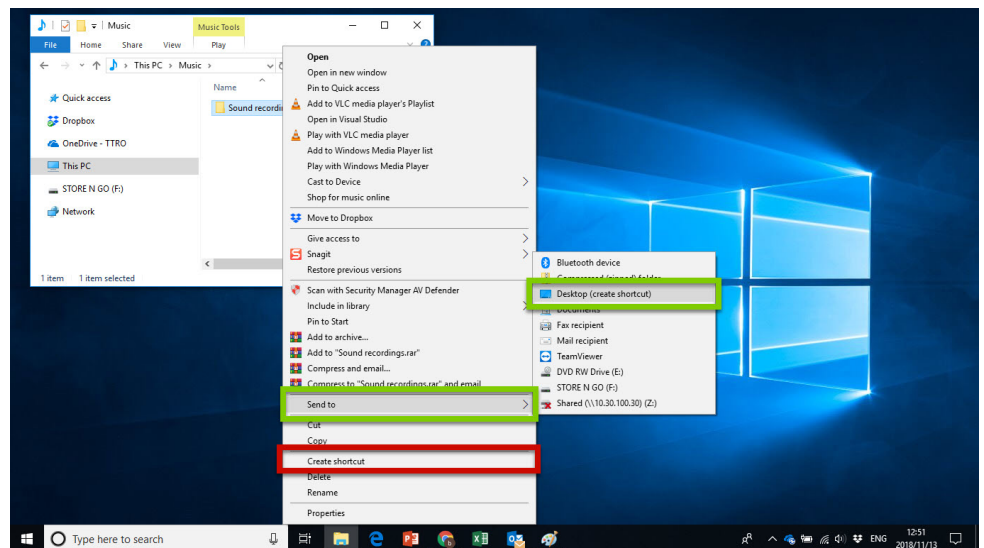 Music
Music Tools
File Home Share View Play
This PC > Music >
Name
Quick access
Sound recordin
Dropbox
OneDrive - TTRO
This PC
STORE N GO (F:)
Network
1 item 1 item selected
Open
Open in new window
Pin to Quick access
Add to VLC media player's Playlist
Open in Visual Studio
Play with VLC media player
Add to Windows Media Player list
Play with Windows Media Player
Cast to Device
Shop for music online
Move to Dropbox
Give access to
Snagit
Restore previous versions
Scan with Security Manager AV Defender
Include in library
Pin to Start
Add to archive...
Add to "Sound recordings.rar"
Compress and email...
Compress to "Sound recordings.rar" and email
Send to
Cut
Copy
Create shortcut
Delete
Rename
Properties
Bluetooth device
Compressed (zipped) folder
Desktop (create shortcut)
Documents
Fax recipient
Mail recipient
TeamViewer
DVD RW Drive (E:)
STORE N GO (F:)
Shared (\\10.30.100.30) (Z:)
Type here to search
ENG
12:51
2018/11/13